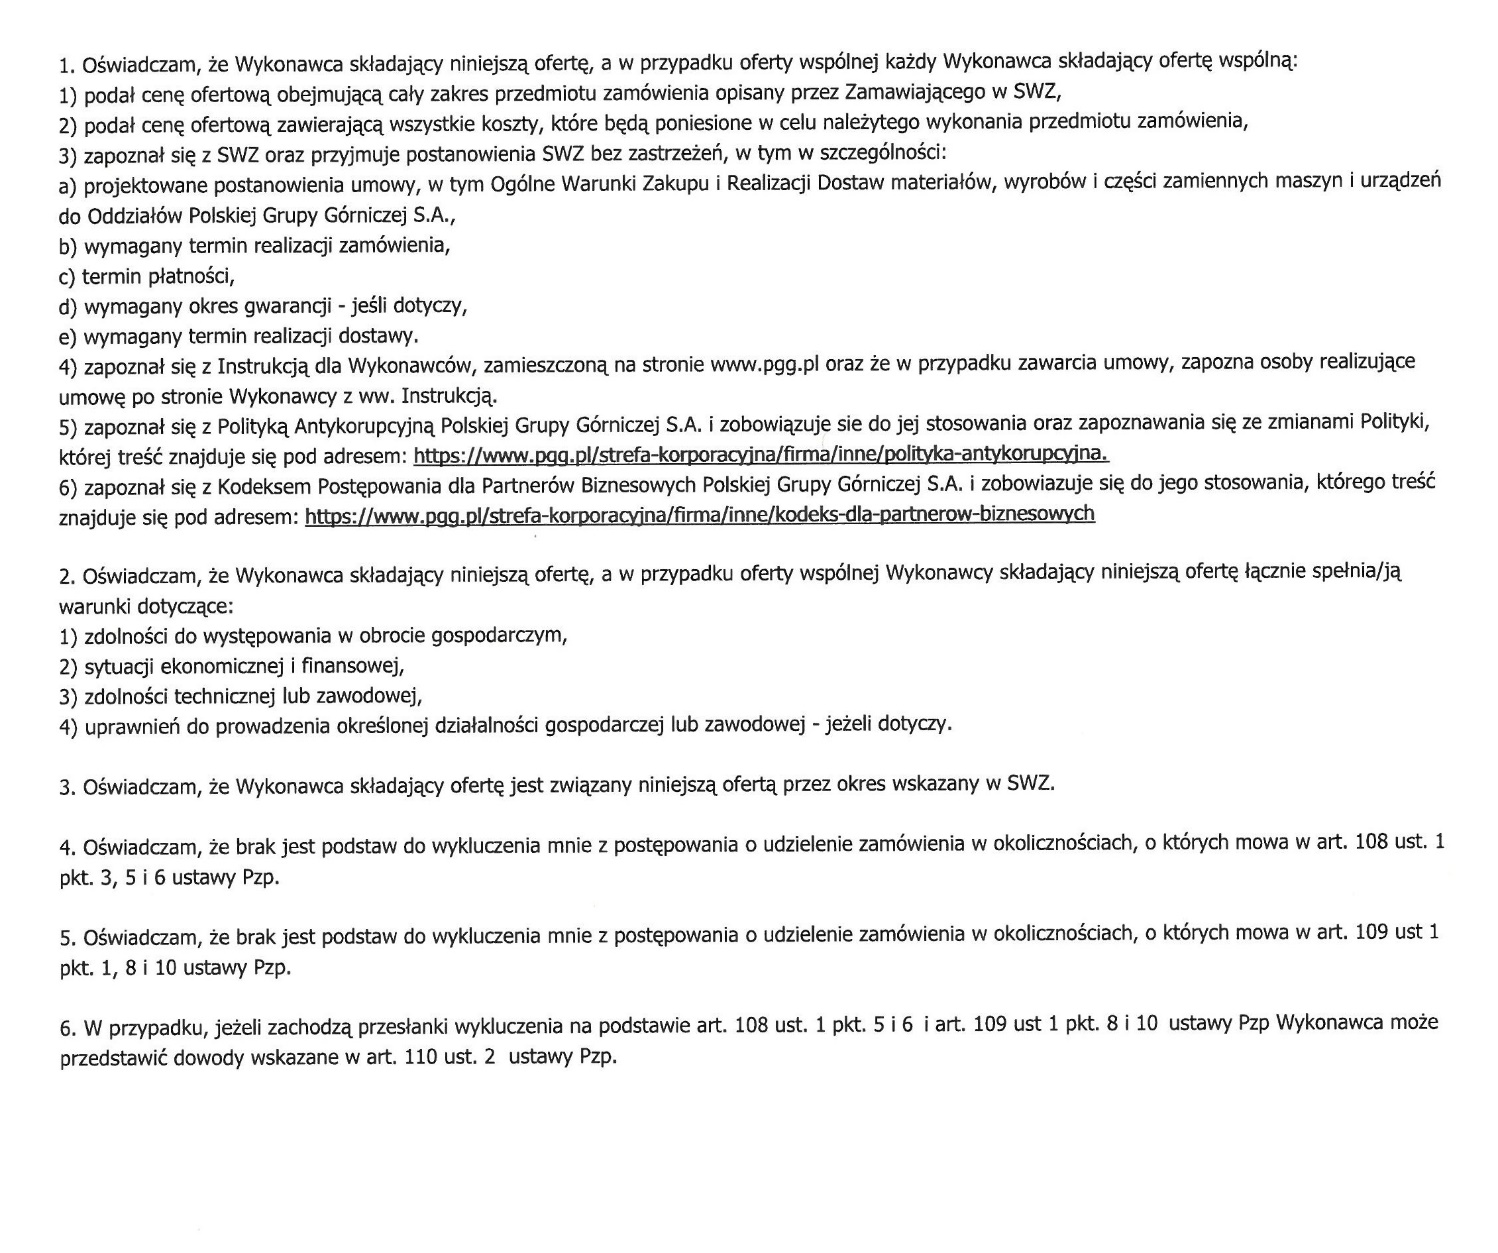 1. Oświadczam, że Wykonawca składający niniejszą ofertę, a w przypadku oferty wspólnej każdy Wykonawca składający ofertę wspólną:
1) podał cenę ofertową obejmującą cały zakres przedmiotu zamówienia opisany przez Zamawiającego w SWZ,
2) podał cenę ofertową zawierającą wszystkie koszty, które będą poniesione w celu należytego wykonania przedmiotu zamówienia,
3) zapoznał się z SWZ oraz przyjmuje postanowienia SWZ bez zastrzeżeń, w tym w szczególności:
a) projektowane postanowienia umowy, w tym Ogólne Warunki Zakupu i Realizacji Dostaw materiałów, wyrobów i części zamiennych maszyn i urządzeń
do Oddziałów Polskiej Grupy Górniczej S.A.,
b) wymagany termin realizacji zamówienia,
c) termin płatności,
d) wymagany okres gwarancji - jeśli dotyczy,
e) wymagany termin realizacji dostawy.
4) zapoznał się z Instrukcją dla Wykonawców, zamieszczoną na stronie www.pgg.pl oraz że w przypadku zawarcia umowy, zapozna osoby realizujące
umowę po stronie Wykonawcy z ww. Instrukcją.
5) zapoznał się z Polityką Antykorupcyjną Polskiej Grupy Górniczej S.A. i zobowiązuje sie do jej stosowania oraz zapoznawania się ze zmianami Polityki,
której treść znajduje się pod adresem: https://www.pgg.pl/strefa-korporacyjna/firma/inne/polityka-antykorupcyjna.
6) zapoznał się z Kodeksem Postępowania dla Partnerów Biznesowych Polskiej Grupy Górniczej S.A. i zobowiazuje się do jego stosowania, którego treść
znajduje się pod adresem: https://www.pgg.pl/strefa-korporacyjna/firma/inne/kodeks-dla-partnerow-biznesowych
2. Oświadczam, że Wykonawca składający niniejszą ofertę, a w przypadku oferty wspólnej Wykonawcy składający niniejszą ofertę łącznie spełnia/ją
warunki dotyczące:
1) zdolności do występowania w obrocie gospodarczym,
2) sytuacji ekonomicznej i finansowej,
3) zdolności technicznej lub zawodowej,
4) uprawnień do prowadzenia określonej działalności gospodarczej lub zawodowej - jeżeli dotyczy.
3. Oświadczam, że Wykonawca składający ofertę jest związany niniejszą ofertą przez okres wskazany w SWZ.
4. Oświadczam, że brak jest podstaw do wykluczenia mnie z postępowania o udzielenie zamówienia w okolicznościach, o których mowa w art. 108 ust. 1
pkt. 3, 5 i 6 ustawy Pzp.
5. Oświadczam, że brak jest podstaw do wykluczenia mnie z postępowania o udzielenie zamówienia w okolicznościach, o których mowa w art. 109 ust 1
pkt. 1, 8 i 10 ustawy Pzp.
6. W przypadku, jeżeli zachodzą przesłanki wykluczenia na podstawie art. 108 ust. 1 pkt. 5 i 6 i art. 109 ust 1 pkt. 8 i 10 ustawy Pzp Wykonawca może
przedstawić dowody wskazane w art. 110 ust. 2 ustawy Pzp.